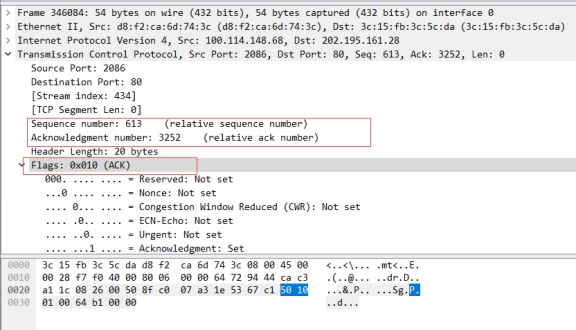 > Frame 346084: 54 bytes on wire (432 bits), 54 bytes captured (432 bits) on interface 0
> Ethernet II, Src: d8:f2:ca:6d:74:3c (d8:f2:ca:6d:74:3c), Dst: 3c:15:fb:3c:5c:da (3c:15:fb:3c:5c:da)
> Internet Protocol Version 4, Src: 100.114.148.68, Dst: 202.195.161.28
Transmission Control Protocol, Src Port: 2086, Dst Port: 80, Seq: 613, Ack: 3252, Len: 0
Source Port: 2086
Destination Port: 80
[Stream index: 434]
[TCP Segment Len: 0]
Sequence number: 613 (relative sequence number)
Acknowledgment number: 3252 (relative ack number)
Header Length: 20 bytes
Flags: 0x010 (ACK)
000. .... .... = Reserved: Not set
...0 .... .... = Nonce: Not set
.... 0... .... = Congestion Window Reduced (CWR): Not set
.... .0.. .... = ECN-Echo: Not set
.... ..0. .... = Urgent: Not set
.... ...1 .... = Acknowledgment: Set
0000 3c 15 fb 3c 5c da d8 f2 ca 6d 74 3c 08 00 45 00 <..<\... .mt<..E.
0010 00 28 f7 f0 40 00 80 06 00 00 64 72 94 44 ca c3 .(..@... ..dr.D..
0020 a1 1c 08 26 00 50 8f c0 07 a3 1e 53 67 c1 50 10 ...&.P.. ...Sg.P.
0030 01 00 64 b1 00 00 ..d...